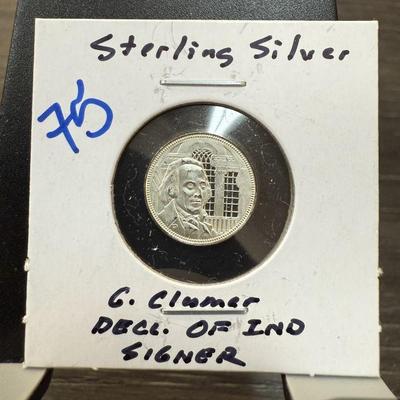 Sterling Silver
75
G. Clymer
DECL. OF IND
SIGNER